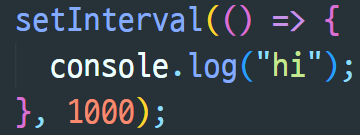 setInterval(() => {
  console.log("hi");
}, 1000);